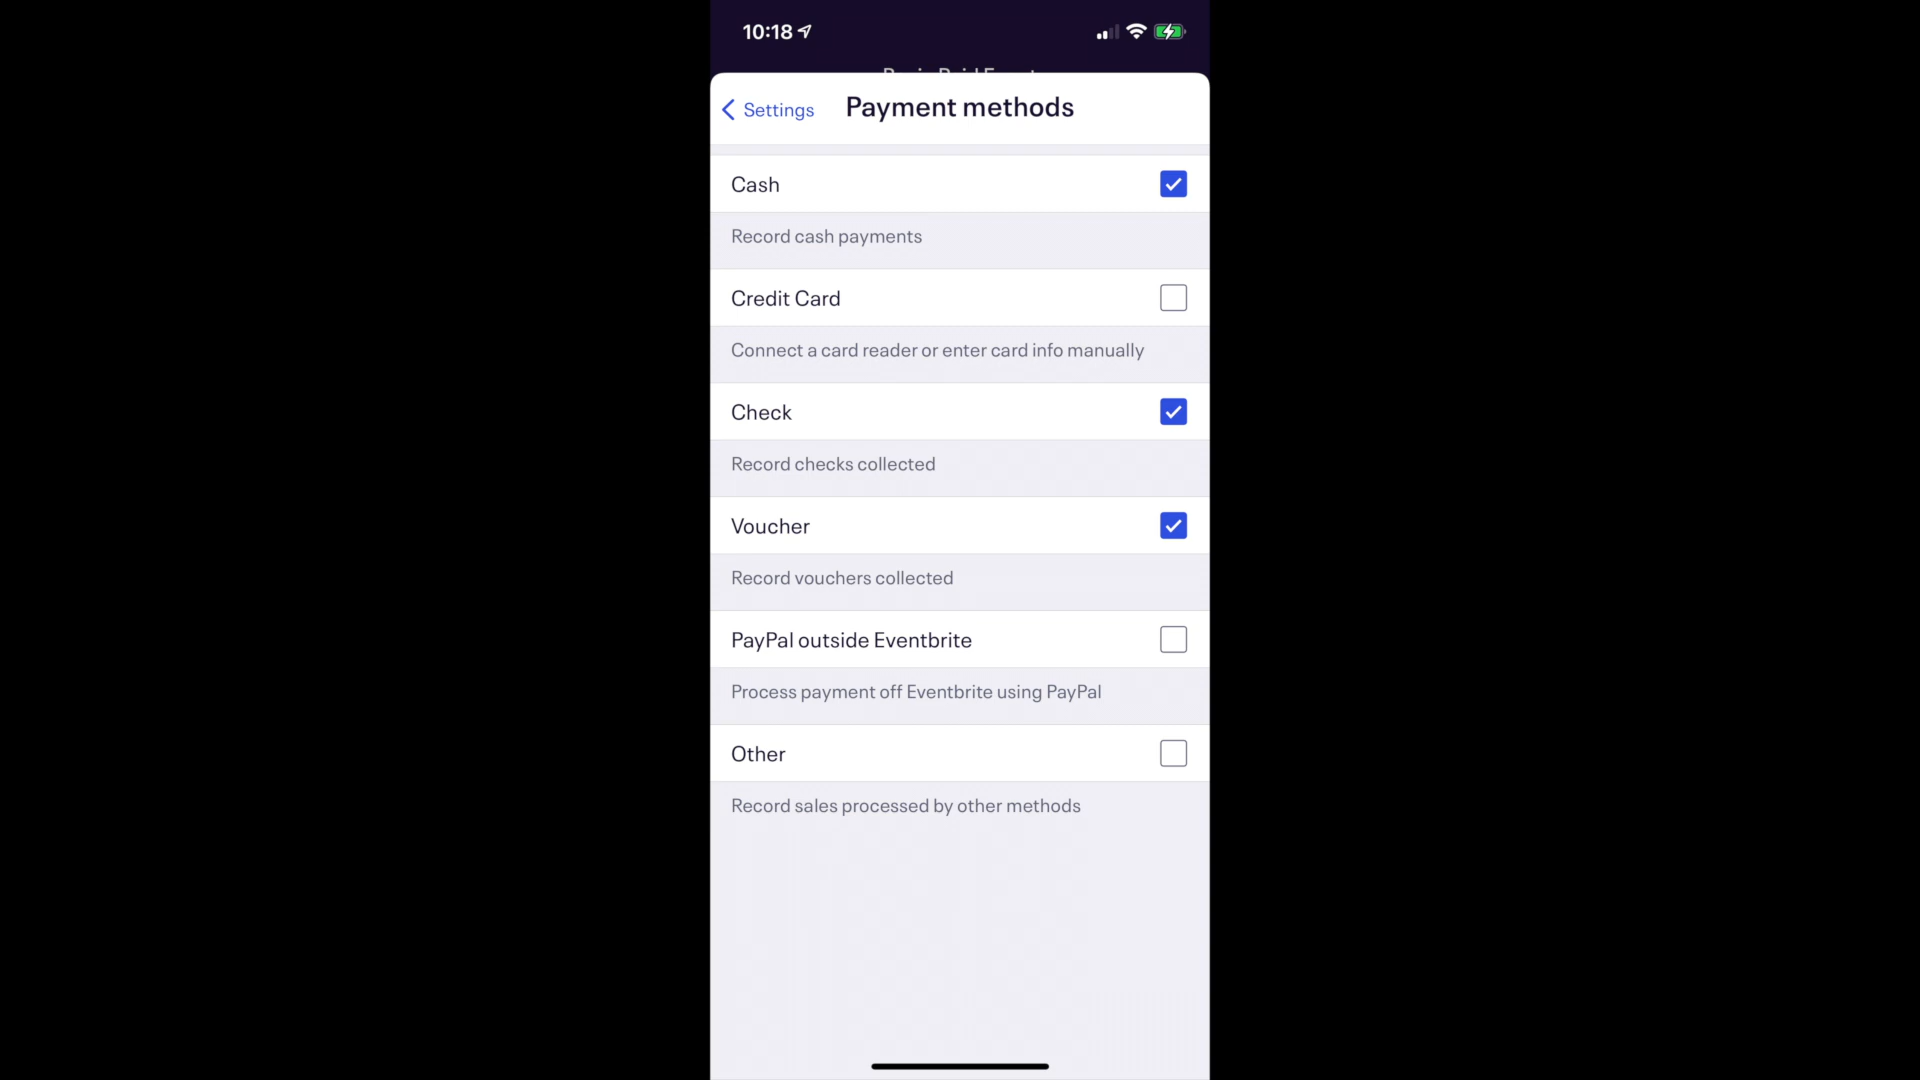 10:18
Settings
Payment methods
Cash
Record cash payments
Credit Card
Connect a card reader or enter card info manually
Check
Record checks collected
Voucher
Record vouchers collected
PayPal outside Eventbrite
Process payment off Eventbrite using PayPal
Other
Record sales processed by other methods